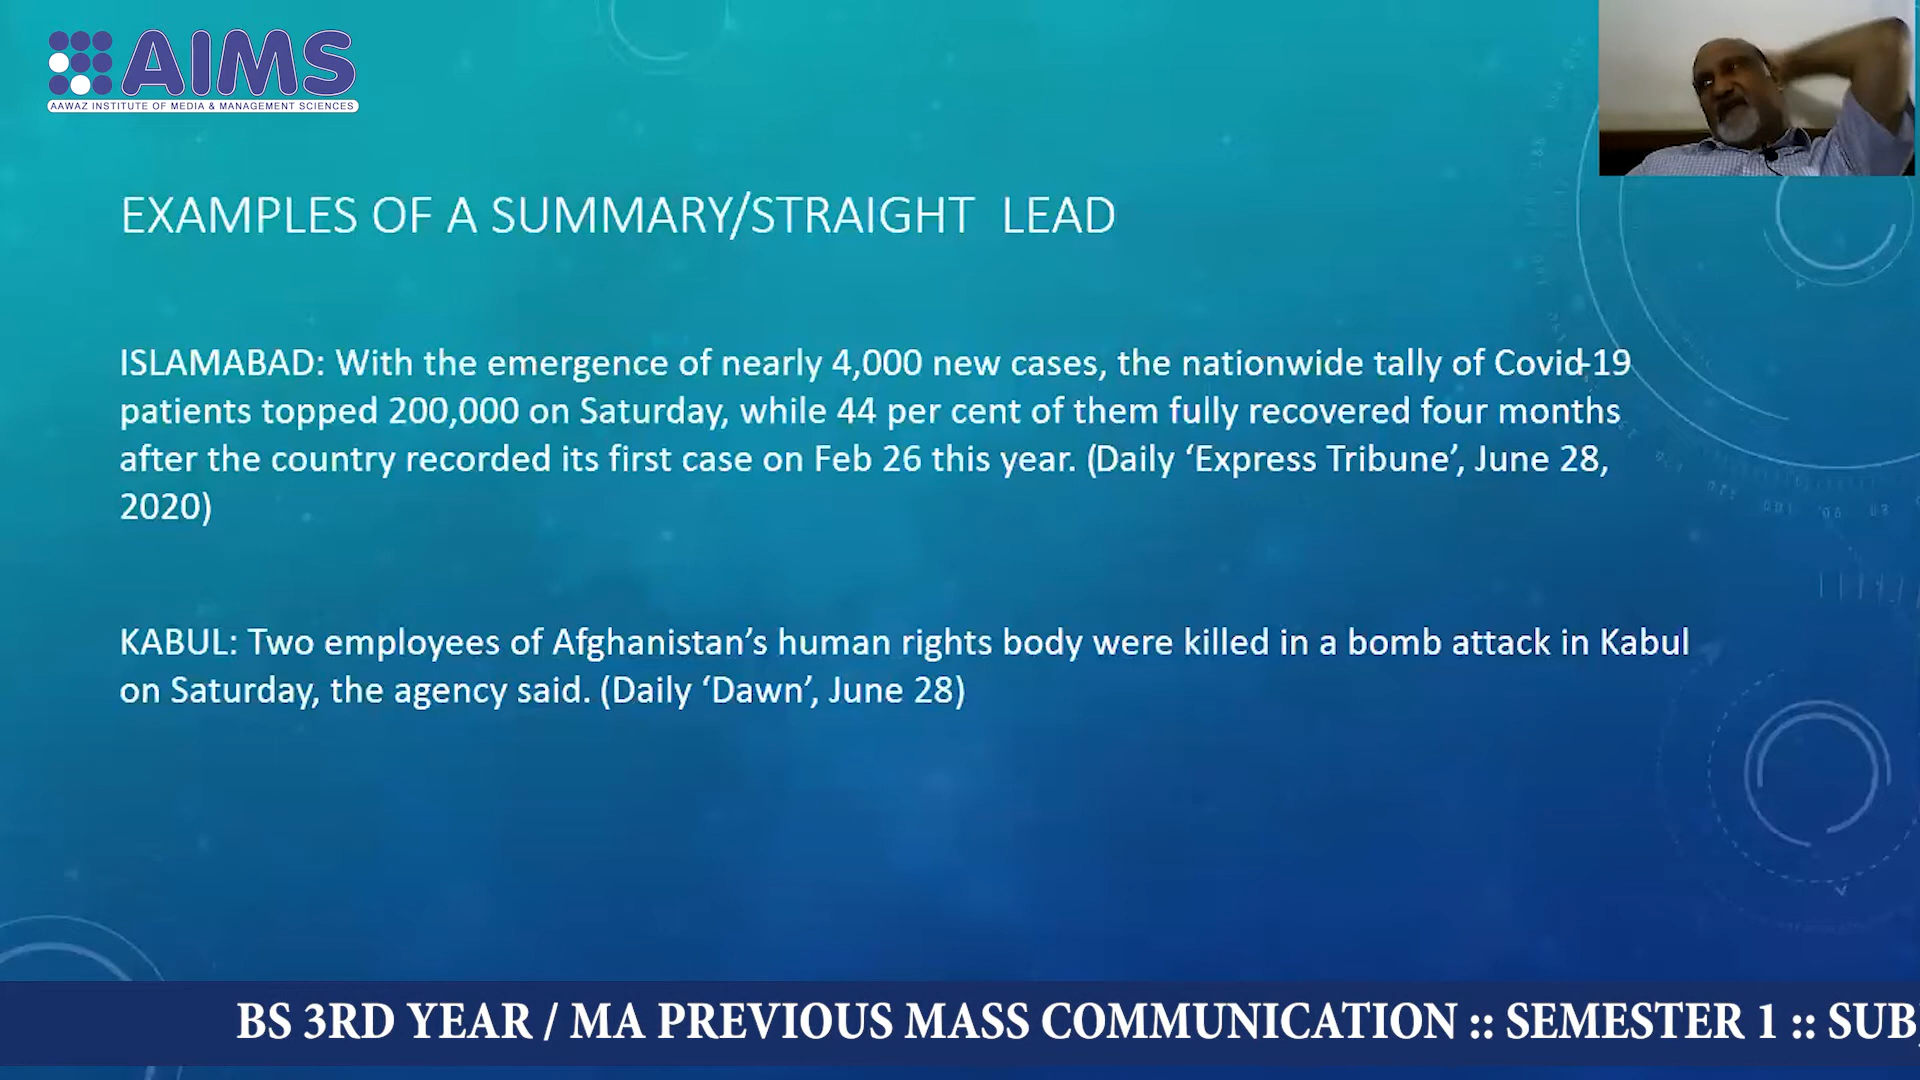 AIMS
AAWAZ INSTITUTE OF MEDIA & MANAGEMENT SCIENCES
EXAMPLES OF A SUMMARY/STRAIGHT LEAD
ISLAMABAD: With the emergence of nearly 4,000 new cases, the nationwide tally of Covid-19
patients topped 200,000 on Saturday, while 44 per cent of them fully recovered four months
after the country recorded its first case on Feb 26 this year. (Daily ‘Express Tribune’, June 28,
2020)
KABUL: Two employees of Afghanistan’s human rights body were killed in a bomb attack in Kabul
on Saturday, the agency said. (Daily ‘Dawn’, June 28)
BS 3RD YEAR / MA PREVIOUS MASS COMMUNICATION :: SEMESTER 1 :: SUB